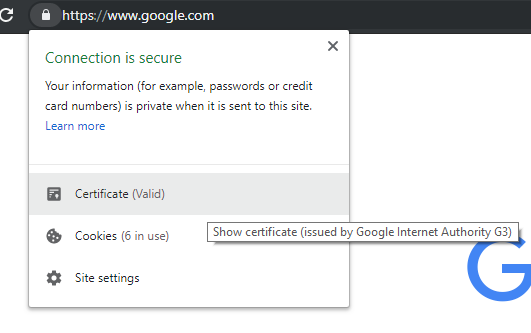 https://www.google.com
Connection is secure
Your information (for example, passwords or credit
card numbers) is private when it is sent to this site.
Learn more
Certificate (Valid)
Show certificate (issued by Google Internet Authority G3)
Cookies (6 in use)
Site settings
G